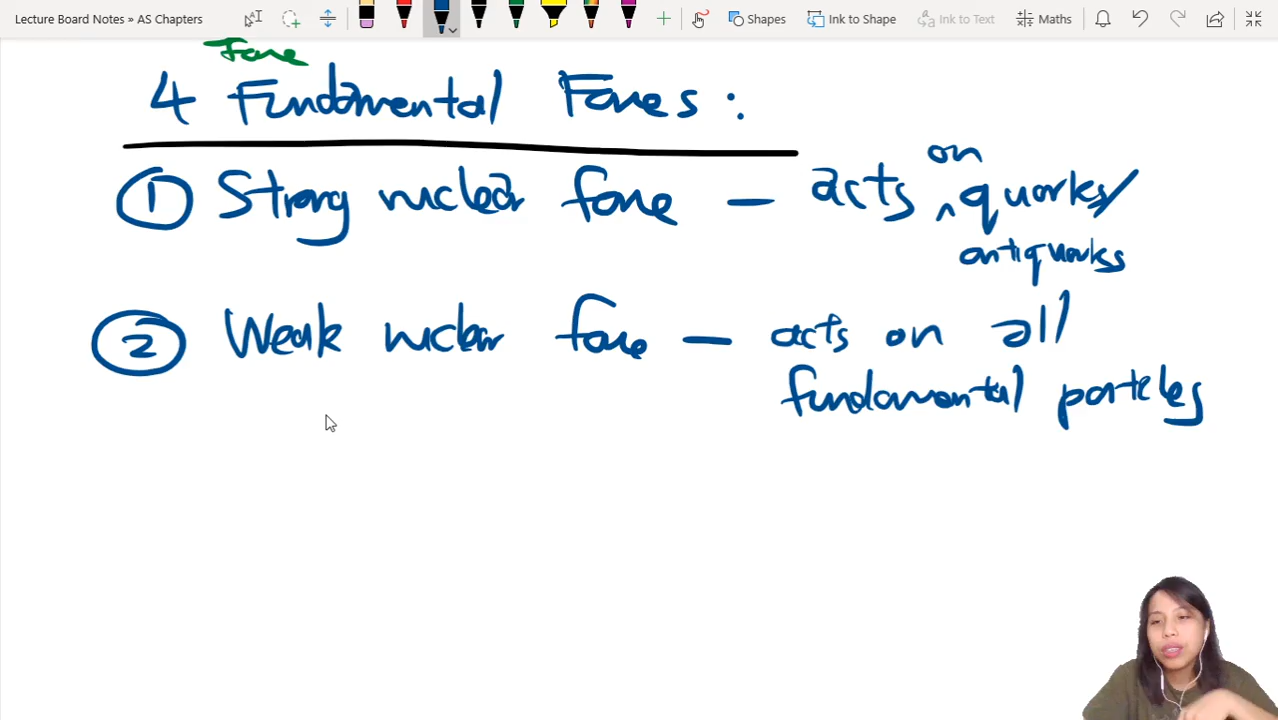 Lecture Board Notes » AS Chapters
Shapes
Ink to Shape
Ink to Text
Maths
Force
4 Fundamental Forces :
① Strong nuclear force — acts on quarks/
antiquarks
② Weak nuclear force — acts on all
fundamental particles